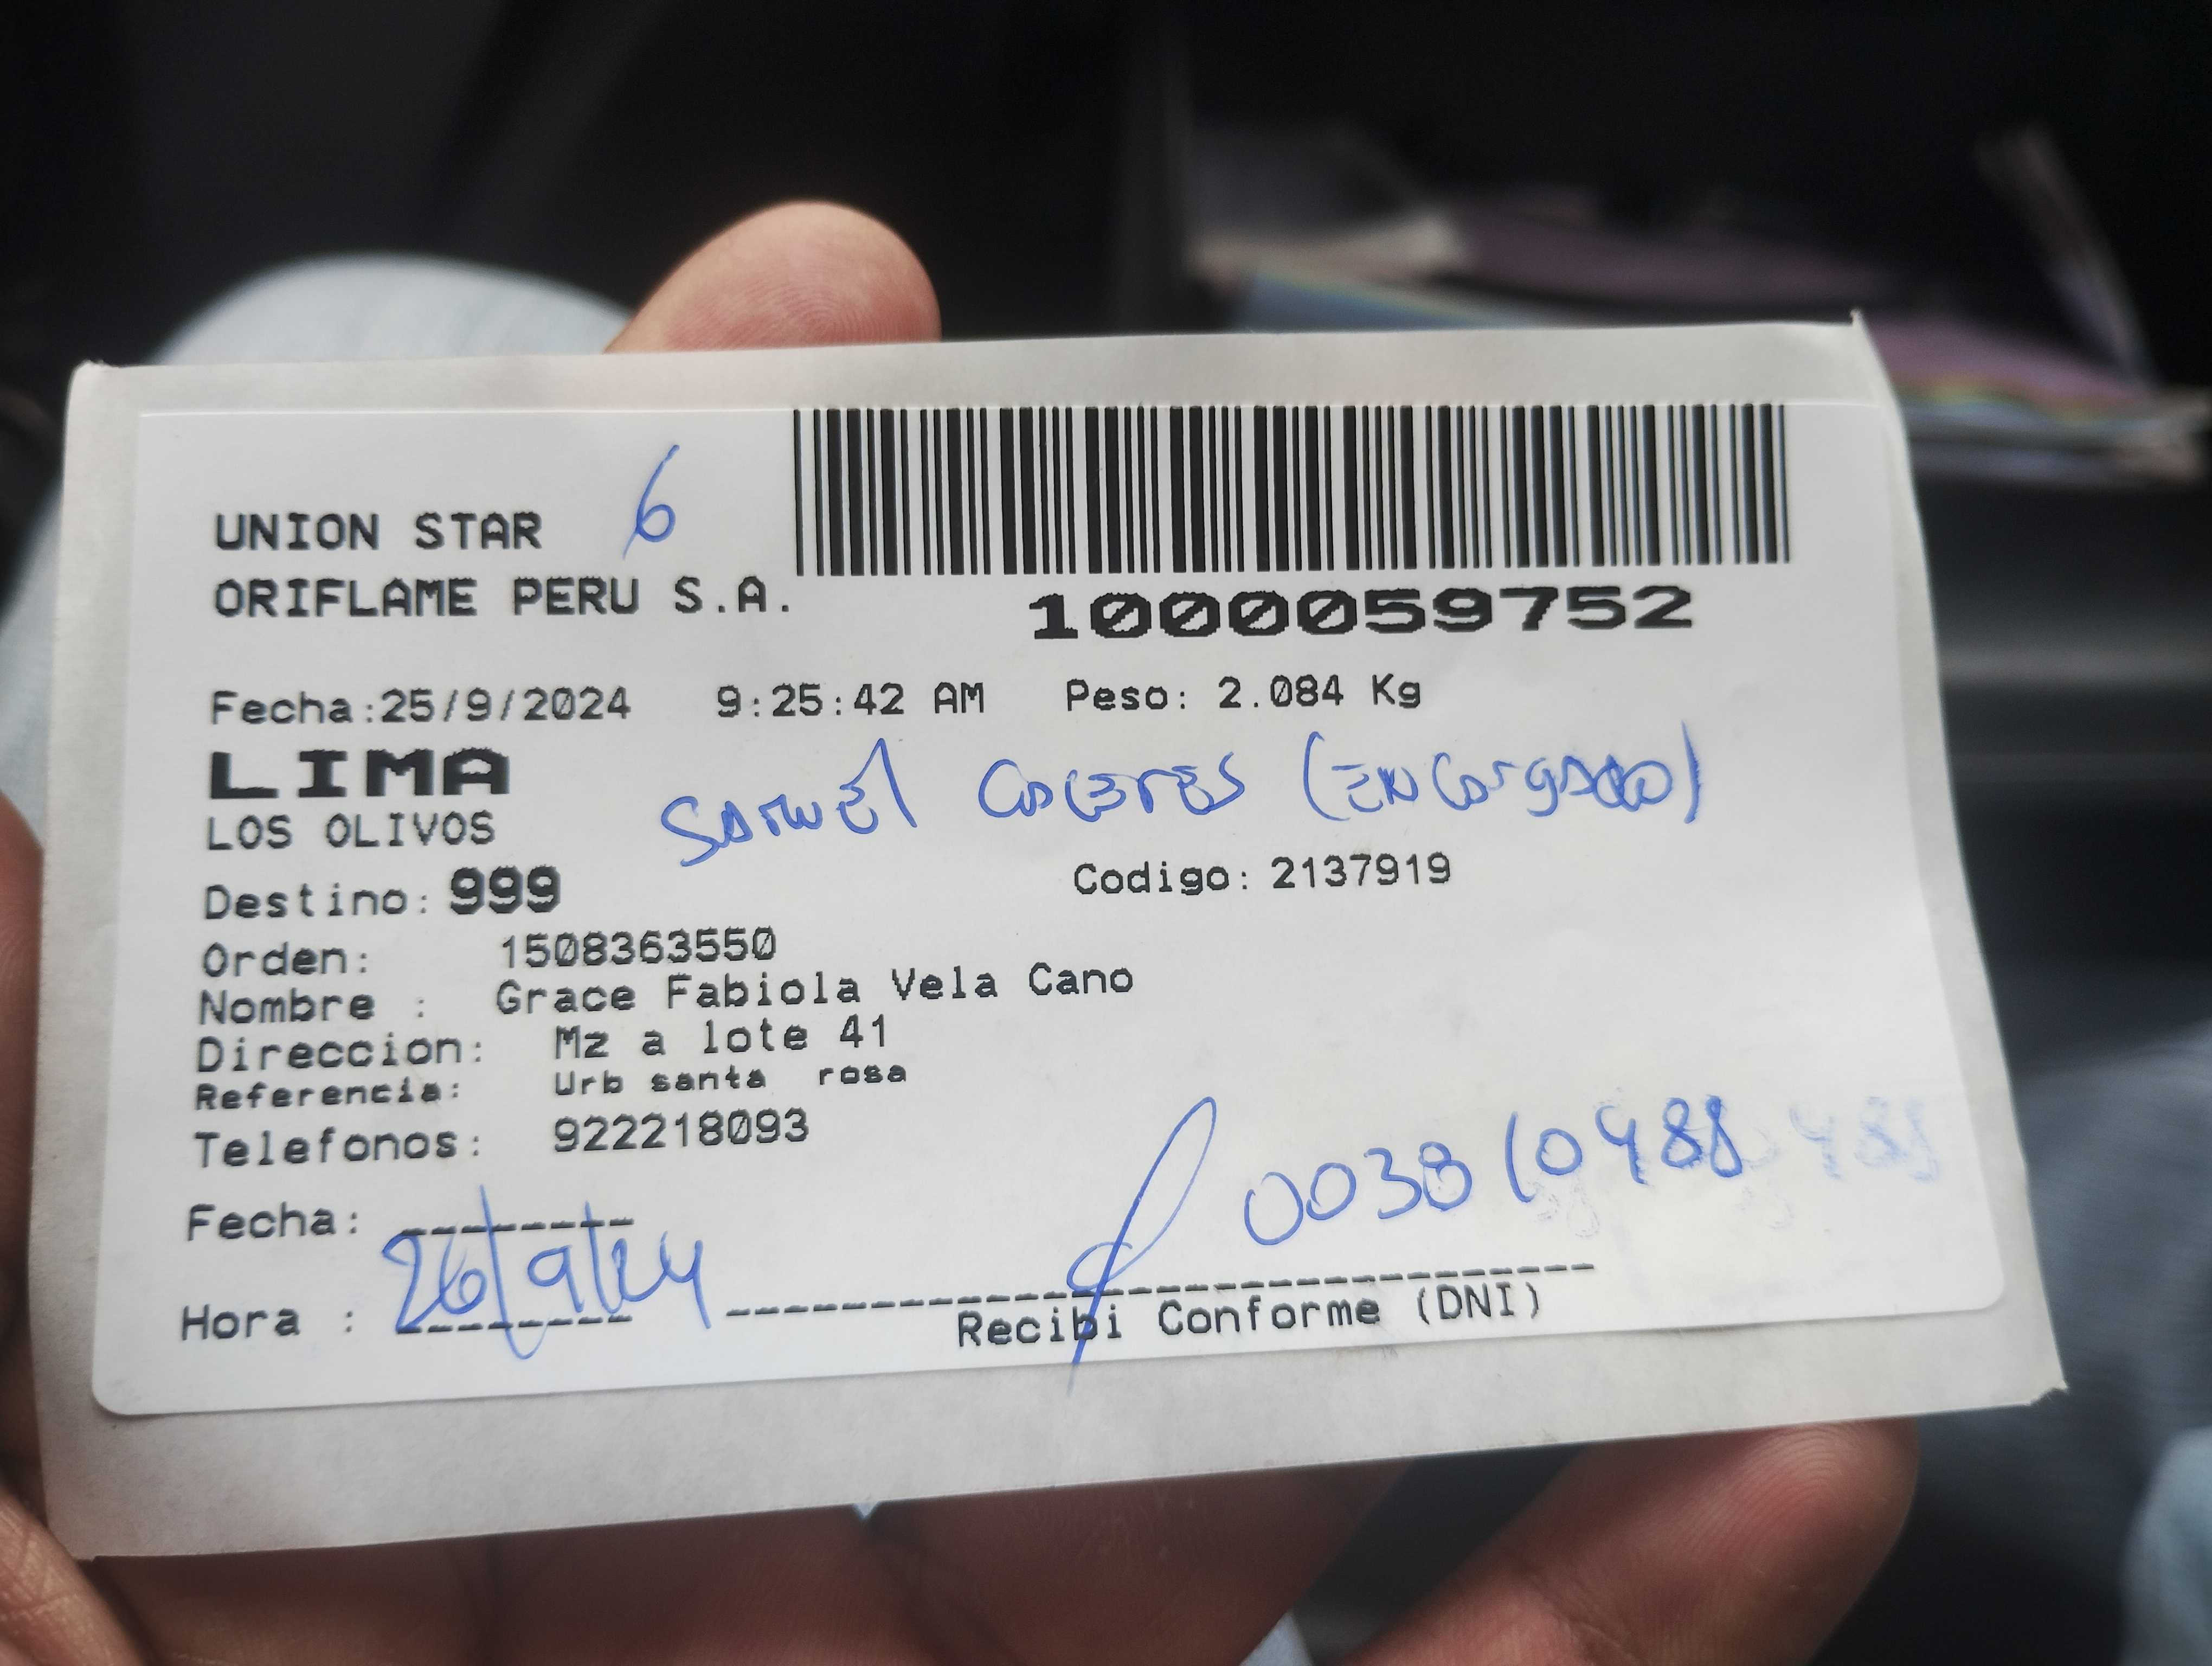 UNION STAR 6
ORIFLAME PERU S.A.
1000059752
Fecha:25/9/2024 9:25:42 AM Peso: 2.084 Kg
LIMA
LOS OLIVOS
Samuel Caceres (Encargado)
Destino: 999 Codigo: 2137919
Orden: 1508363550
Nombre : Grace Fabiola Vela Cano
Direccion: Mz a lote 41
Referencia: Urb santa rosa
Telefonos: 922218093
Fecha: 26/9/24
Hora :
Recibi Conforme (DNI)